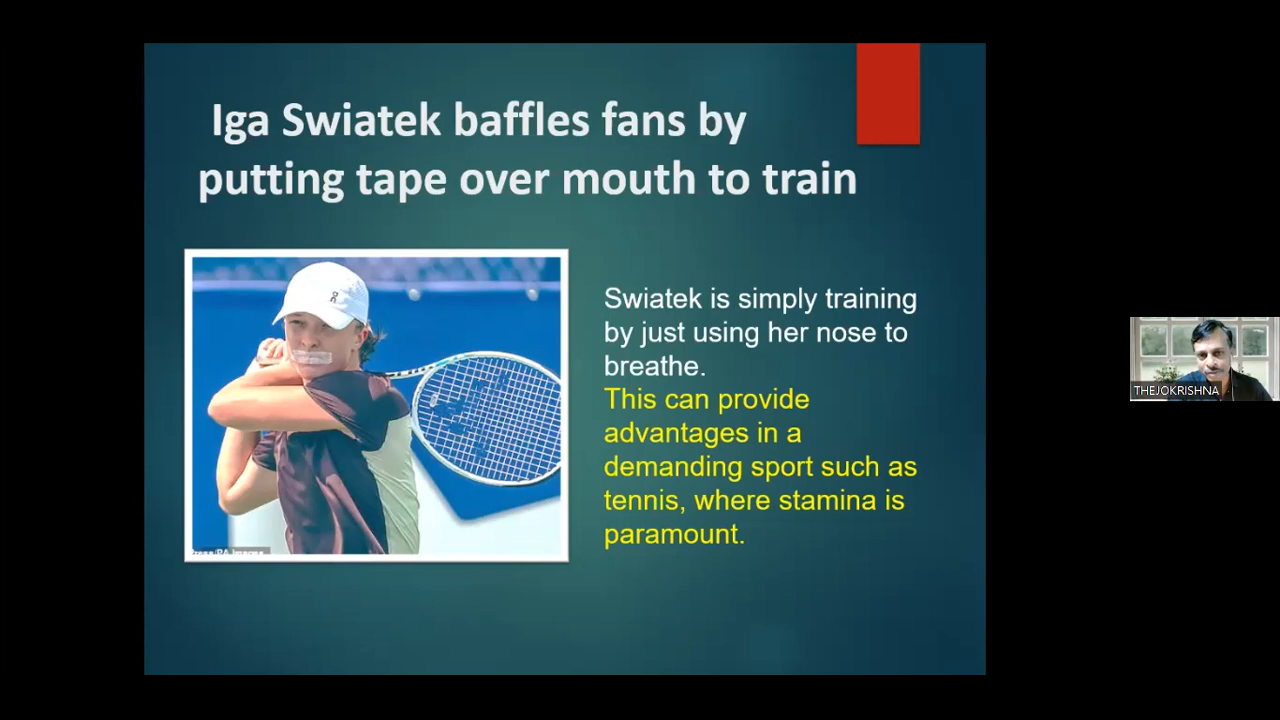 Iga Swiatek baffles fans by
putting tape over mouth to train
Swiatek is simply training
by just using her nose to
breathe.
This can provide
advantages in a
demanding sport such as
tennis, where stamina is
paramount.
THEJOKRISHNA